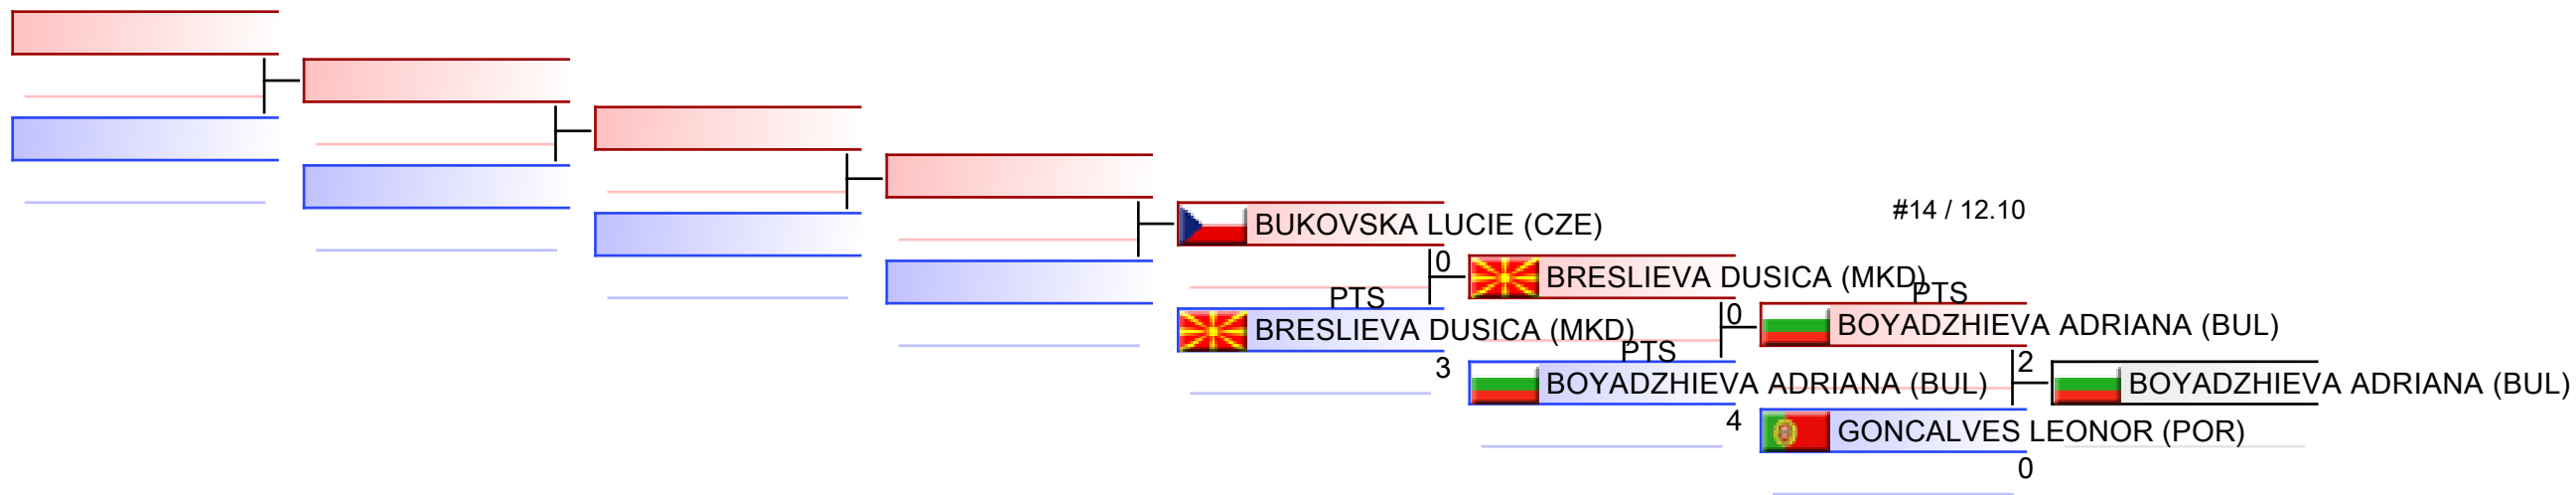 #14 / 12.10
BUKOVSKA LUCIE (CZE)
0
BRESLIEVA DUSICA (MKD)
PTS
PTS
0
BRESLIEVA DUSICA (MKD)
BOYADZHIEVA ADRIANA (BUL)
PTS
3
2
BOYADZHIEVA ADRIANA (BUL)
BOYADZHIEVA ADRIANA (BUL)
4
GONCALVES LEONOR (POR)
0